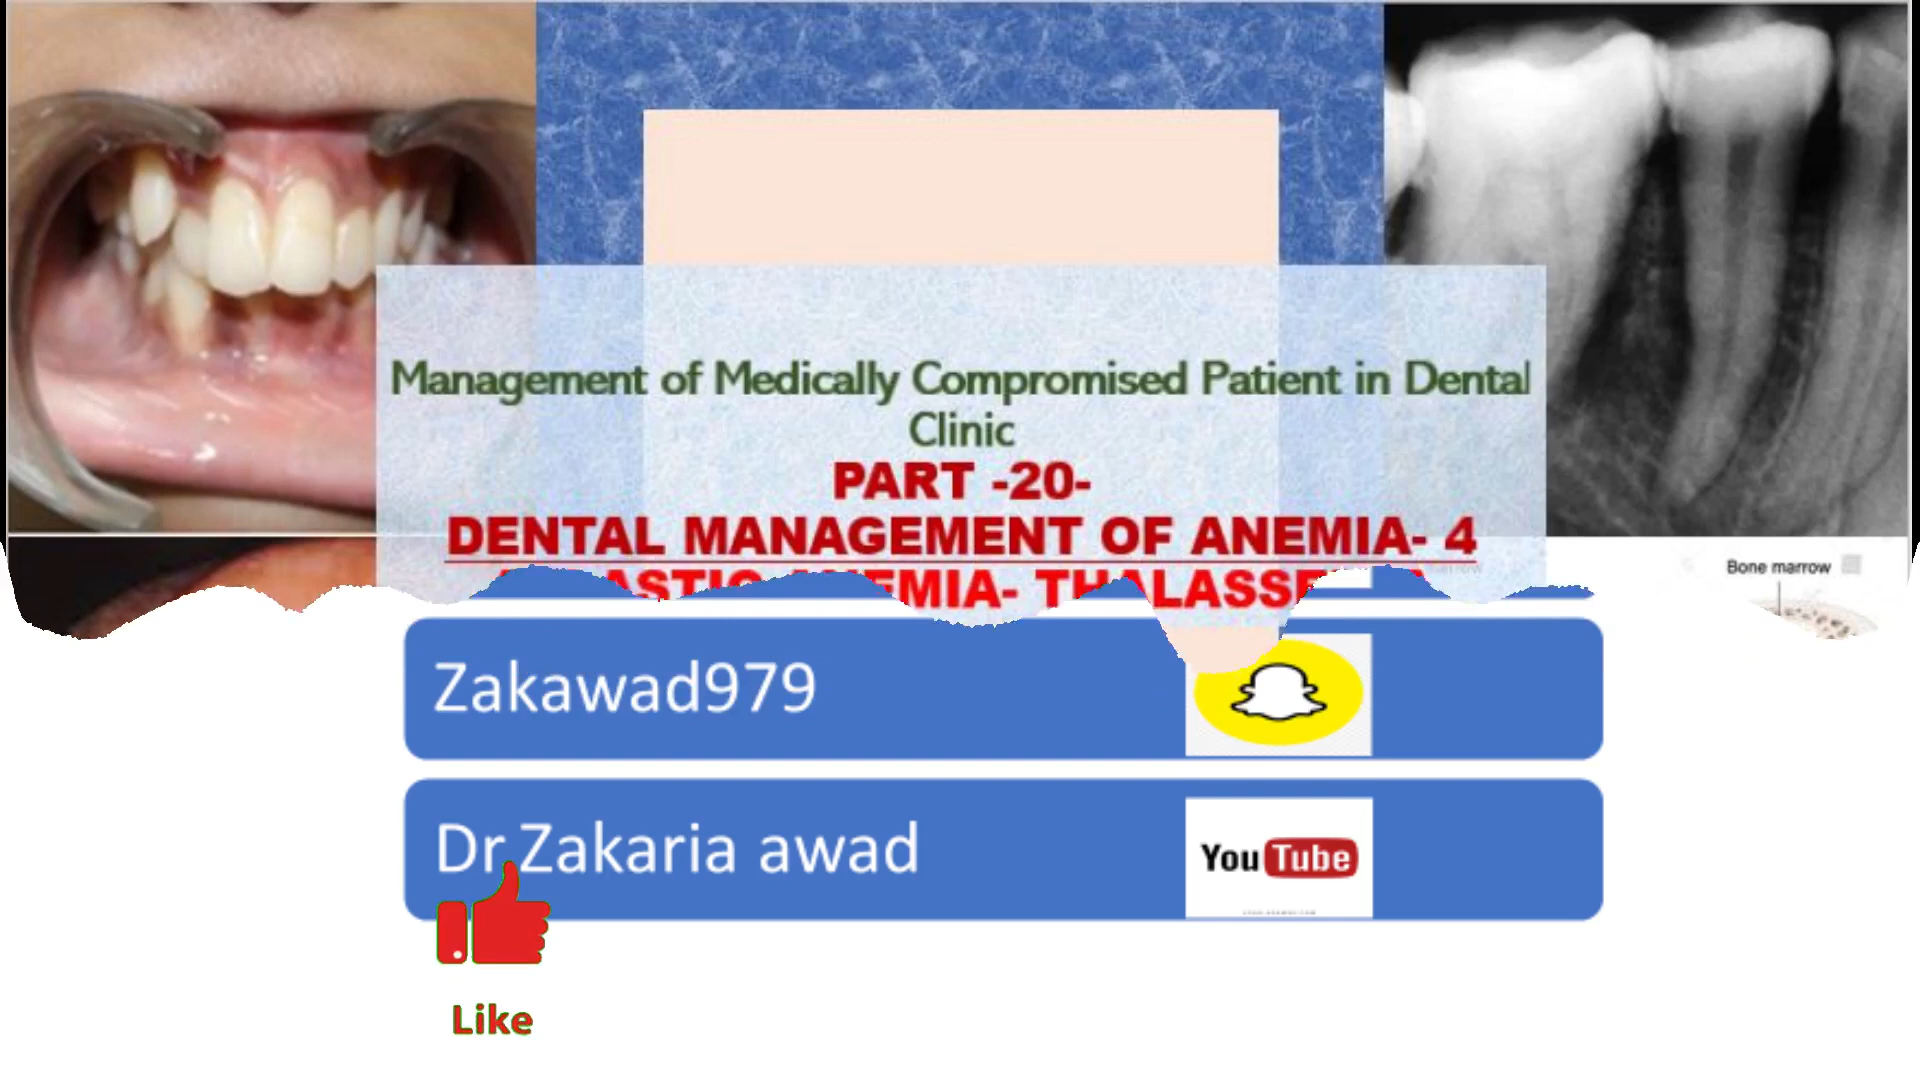 Management of Medically Compromised Patient in Dental
Clinic
PART -20-
DENTAL MANAGEMENT OF ANEMIA- 4
Bone marrow
Zakawad979
Dr Zakaria awad
YouTube
Like